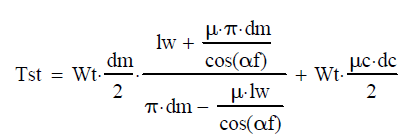 Tst = Wt·(dm/2)·(lw + (μ·π·dm)/cos(αf))/(π·dm − (μ·lw)/cos(αf)) + Wt·(μc·dc)/2